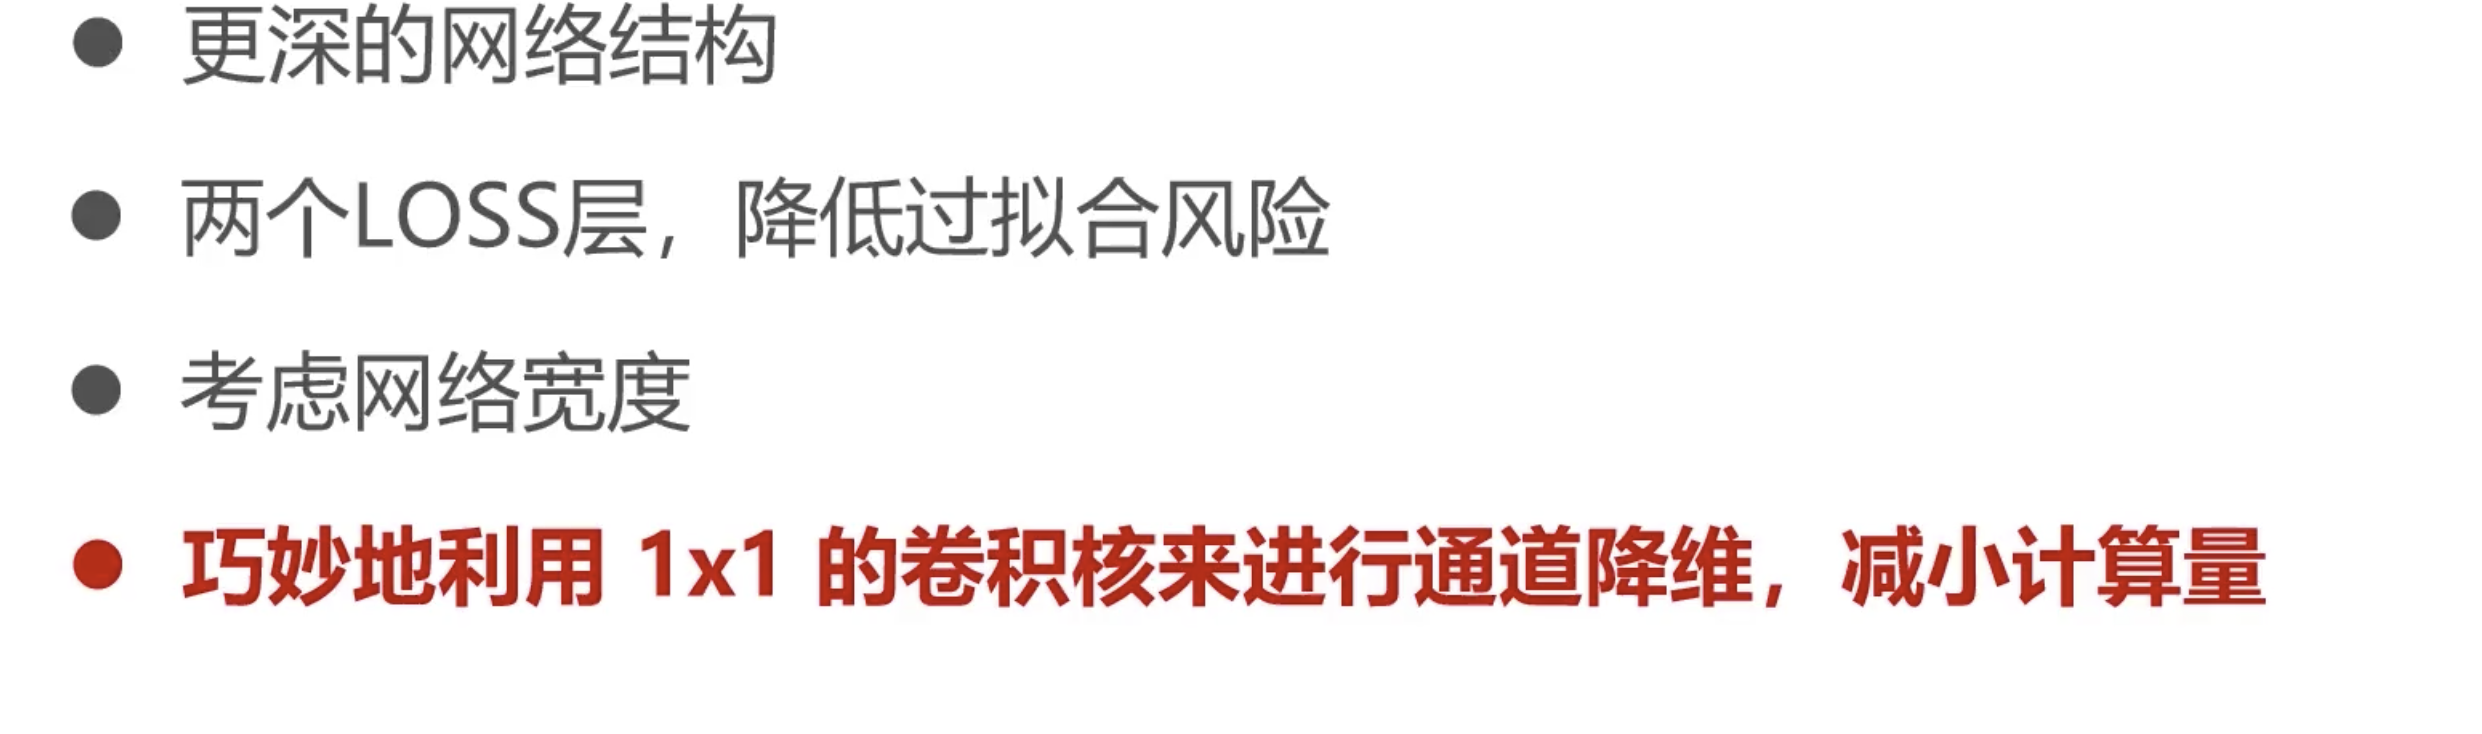 ● 更深的网络结构
● 两个LOSS层，降低过拟合风险
● 考虑网络宽度
● 巧妙地利用 1x1 的卷积核来进行通道降维，减小计算量